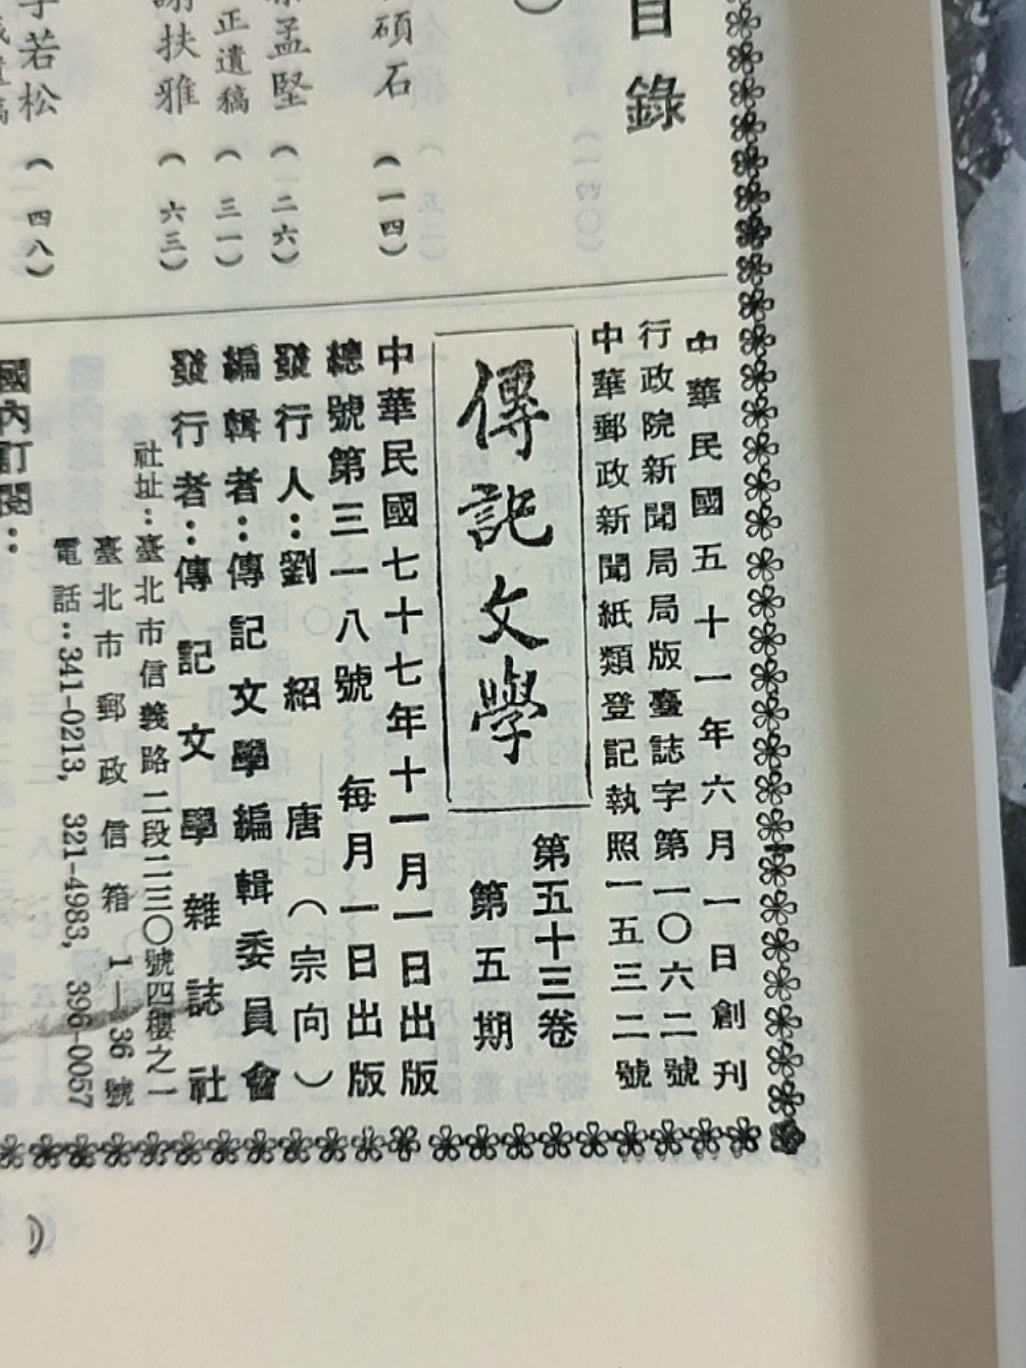 目錄
碩石（一四）
孟堅（一二六）
正遺稿（三一）
謝扶雅（六三）
李若松（四八）
遺稿
中華民國五十一年六月一日創刊
行政院新聞局局版臺誌字第一〇六二號
中華郵政新聞紙類登記執照一五三二號
傳記文學
第五十三卷
第五期
中華民國七十七年十一月一日出版
總號第三一八號 每月一日出版
發行人：劉紹唐（宗向）
編輯者：傳記文學編輯委員會
發行者：傳記文學雜誌社
社址：臺北市信義路二段二三〇號四樓之一
臺北市郵政信箱1—36號
電話：341-0213, 321-4983, 396-0057
國內訂閱：